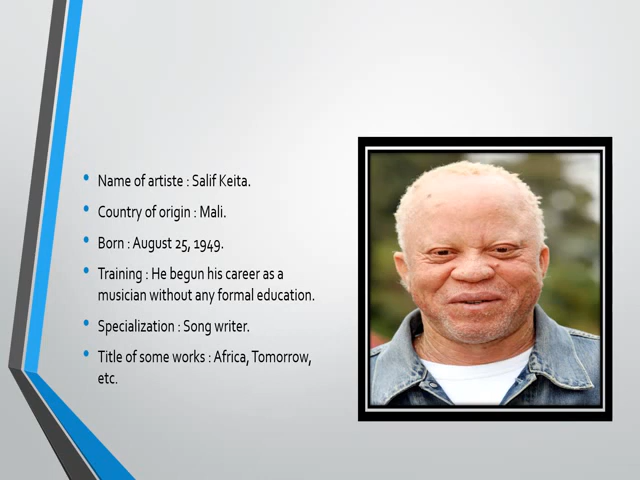 Name of artiste : Salif Keita.
Country of origin : Mali.
Born : August 25, 1949.
Training : He begun his career as a
musician without any formal education.
Specialization : Song writer.
Title of some works : Africa, Tomorrow,
etc.